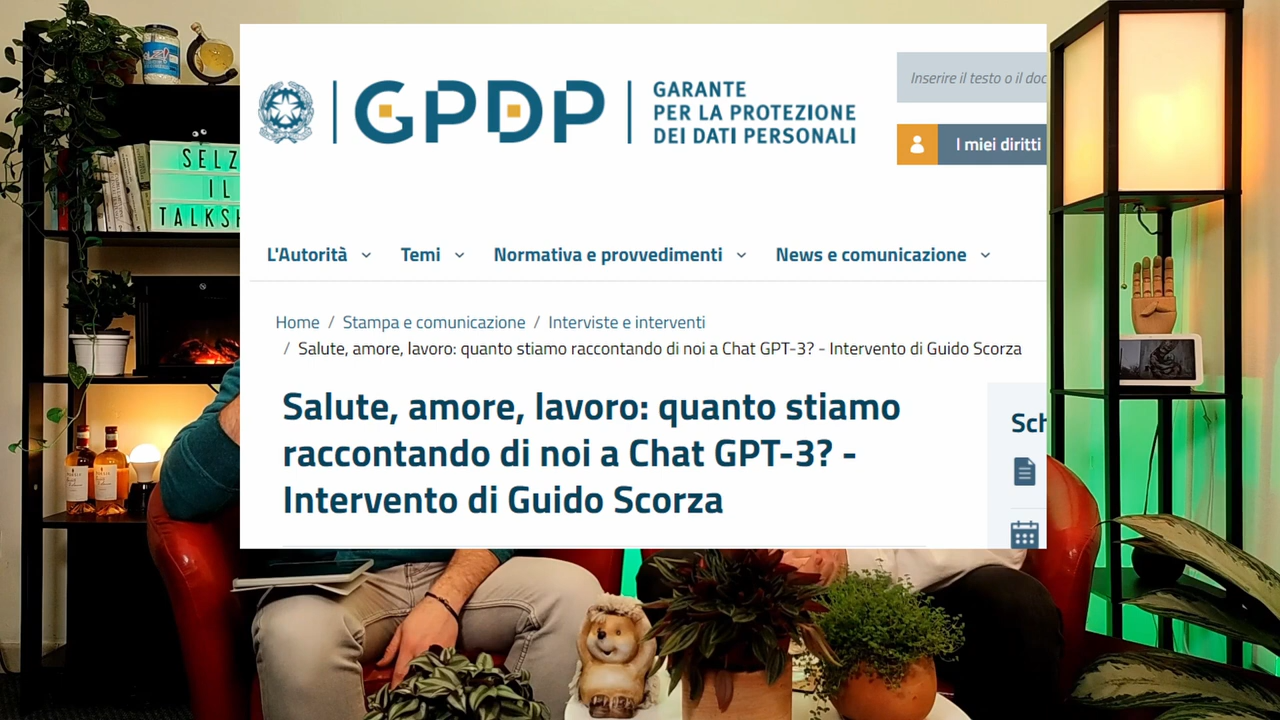 GPDP
GARANTE
PER LA PROTEZIONE
DEI DATI PERSONALI
Inserire il testo o il doc
I miei diritti
SELZ
IL
TALKSH
L'Autorità
Temi
Normativa e provvedimenti
News e comunicazione
Home / Stampa e comunicazione / Interviste e interventi
/ Salute, amore, lavoro: quanto stiamo raccontando di noi a Chat GPT-3? - Intervento di Guido Scorza
Salute, amore, lavoro: quanto stiamo
raccontando di noi a Chat GPT-3? -
Intervento di Guido Scorza
Sch